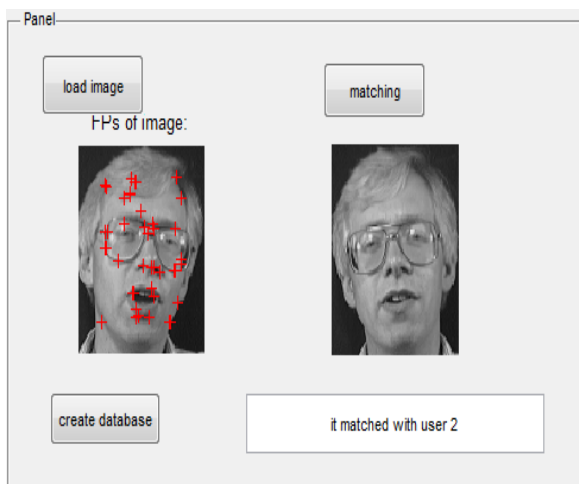 Panel
load image
matching
FPs of image:
create database
it matched with user 2